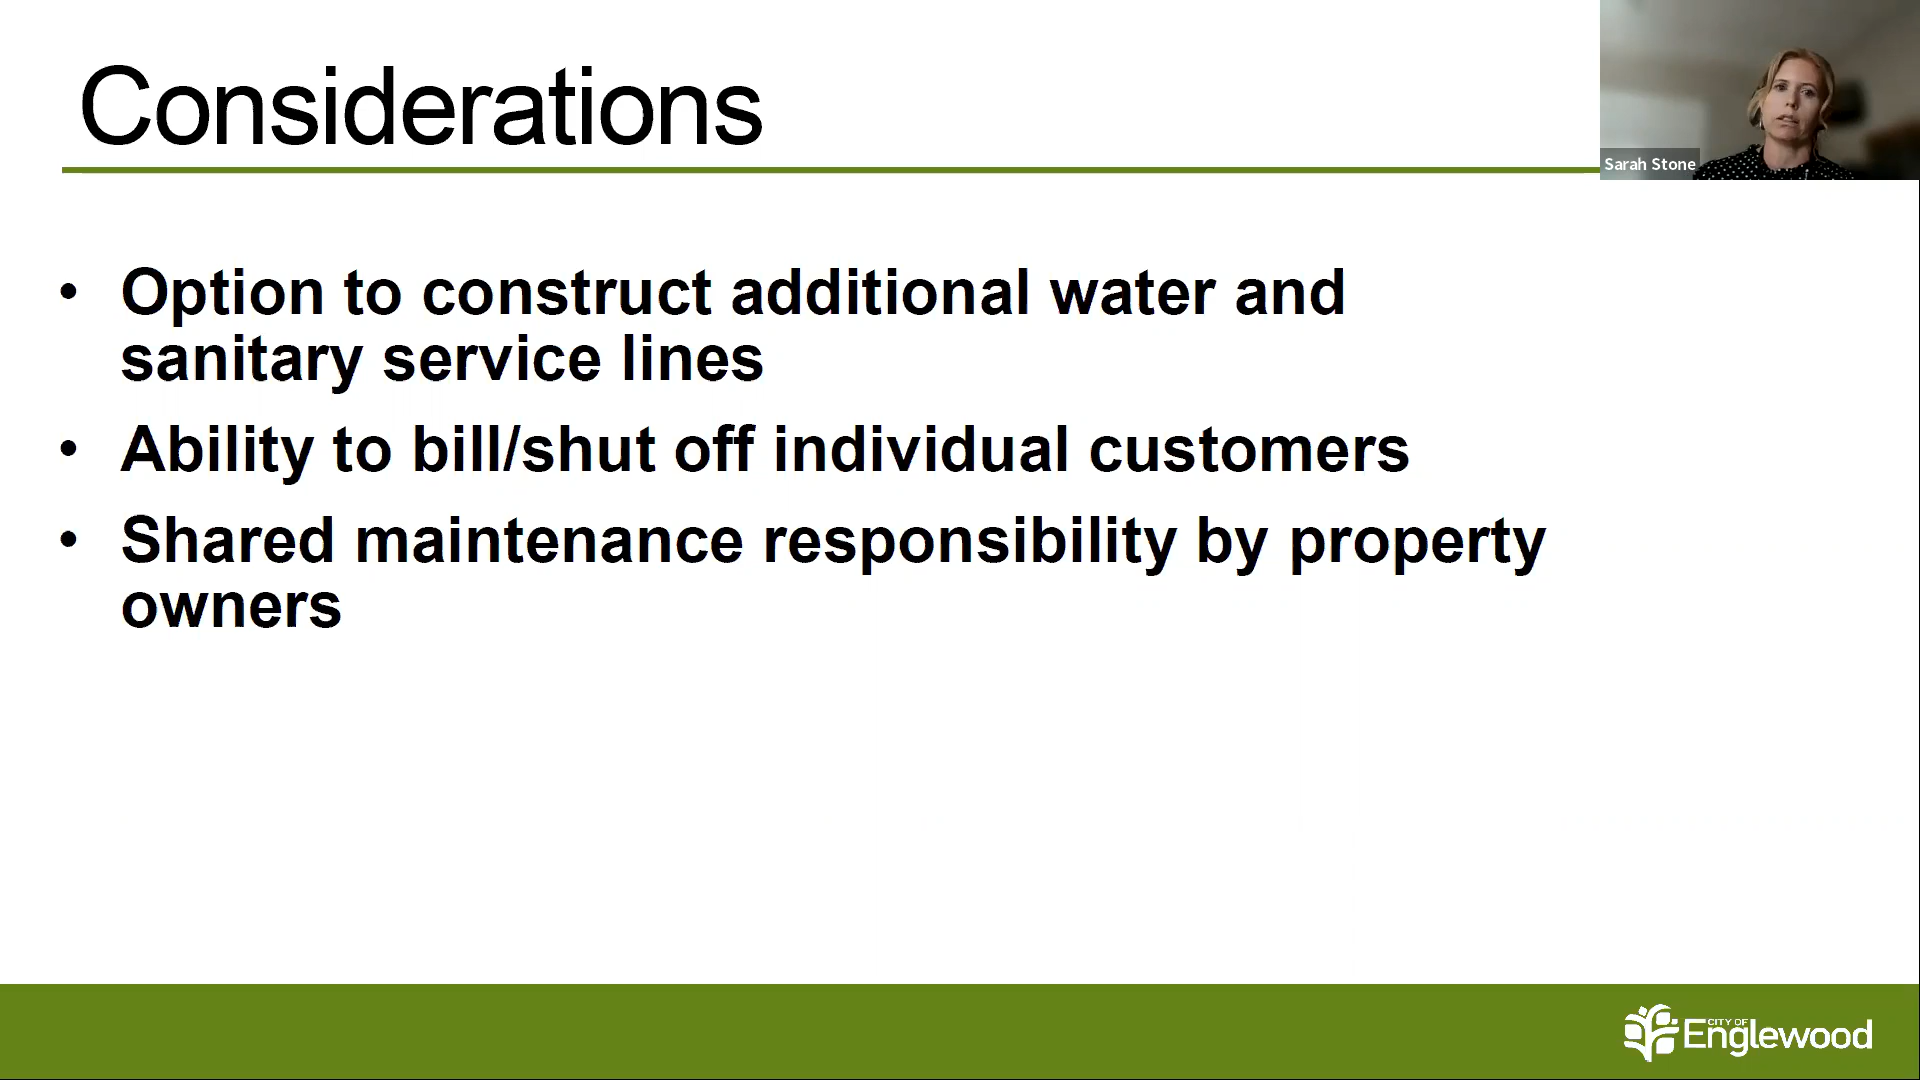 Considerations
Sarah Stone
• Option to construct additional water and
sanitary service lines
• Ability to bill/shut off individual customers
• Shared maintenance responsibility by property
owners
CITY OF
Englewood